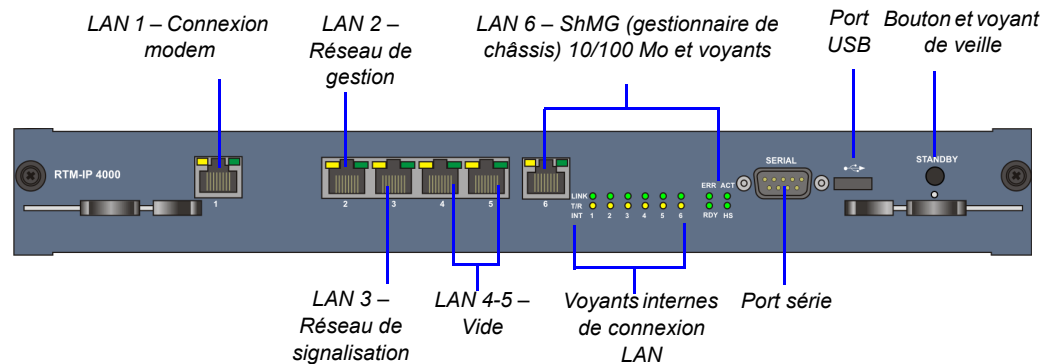 LAN 1 – Connexion
modem
LAN 2 –
Réseau de
gestion
LAN 6 – ShMG (gestionnaire de
châssis) 10/100 Mo et voyants
Port
USB
Bouton et voyant
de veille
RTM-IP 4000
1
2
3
4
5
6
LINK
T/R
INT 1 2 3 4 5 6
ERR ACT
RDY HS
SERIAL
STANDBY
LAN 3 –
Réseau de
signalisation
LAN 4-5 –
Vide
Voyants internes
de connexion
LAN
Port série